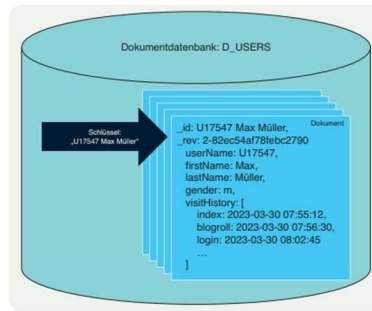 Dokumentdatenbank: D_USERS
Schlüssel:
„U17547 Max Müller“
Dokument
_id: U17547 Max Müller,
_rev: 2-82ec54af78febc2790
userName: U17547,
firstName: Max,
lastName: Müller,
gender: m,
visitHistory: [
index: 2023-03-30 07:55:12,
blogroll: 2023-03-30 07:56:30,
login: 2023-03-30 08:02:45
…
]